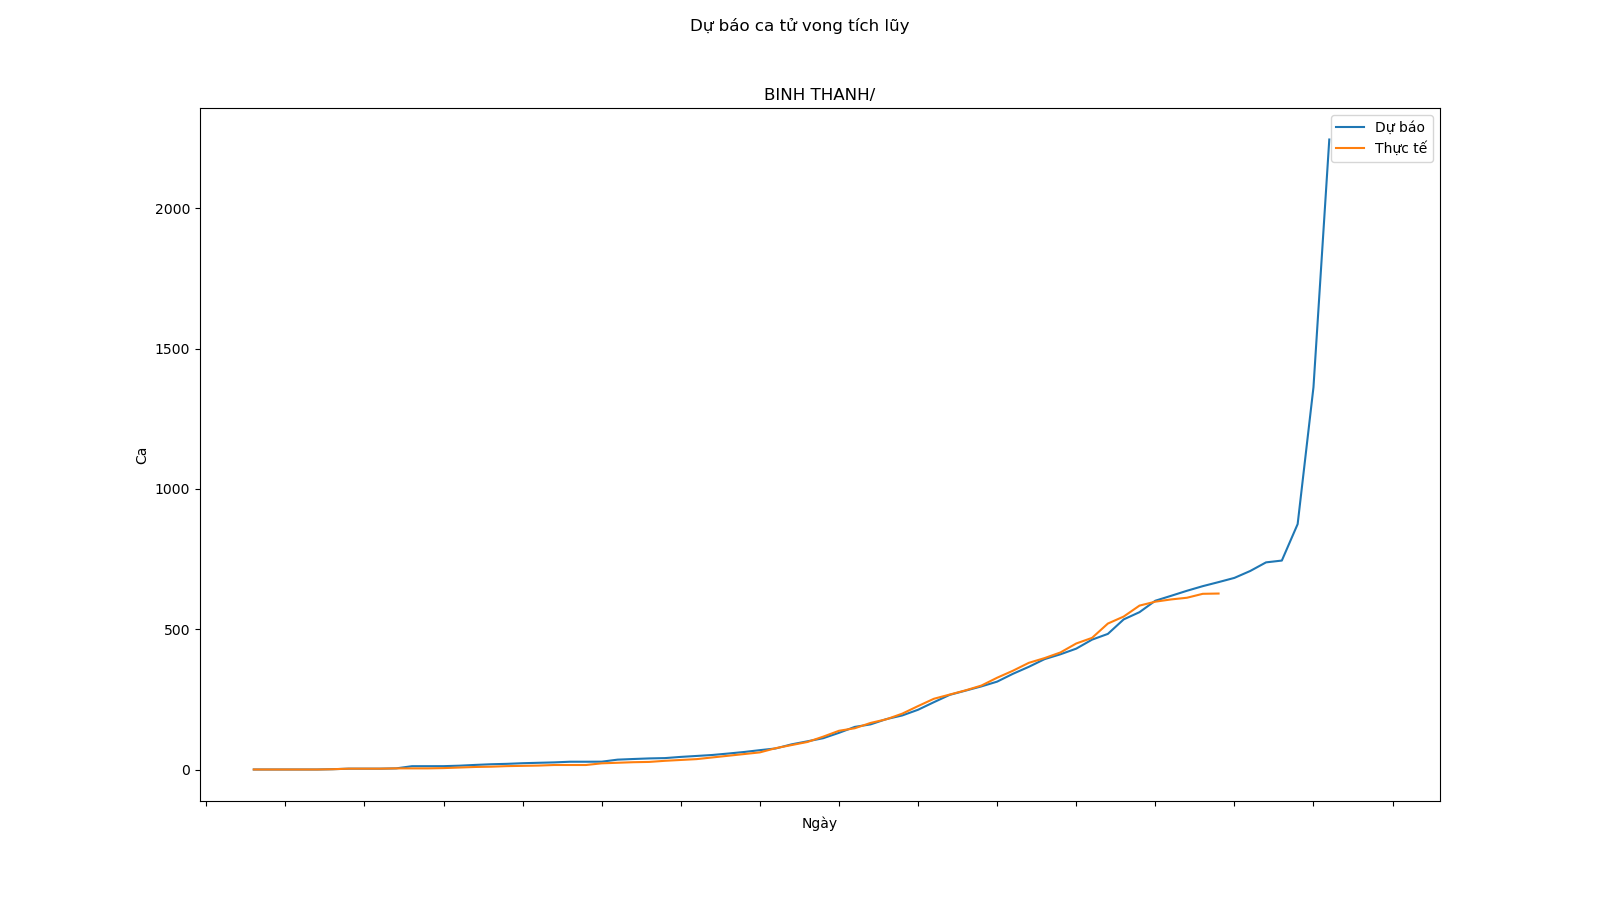 Dự báo ca tử vong tích lũy
BINH THANH/
Dự báo
Thực tế
2000
1500
1000
500
0
Ca
Ngày